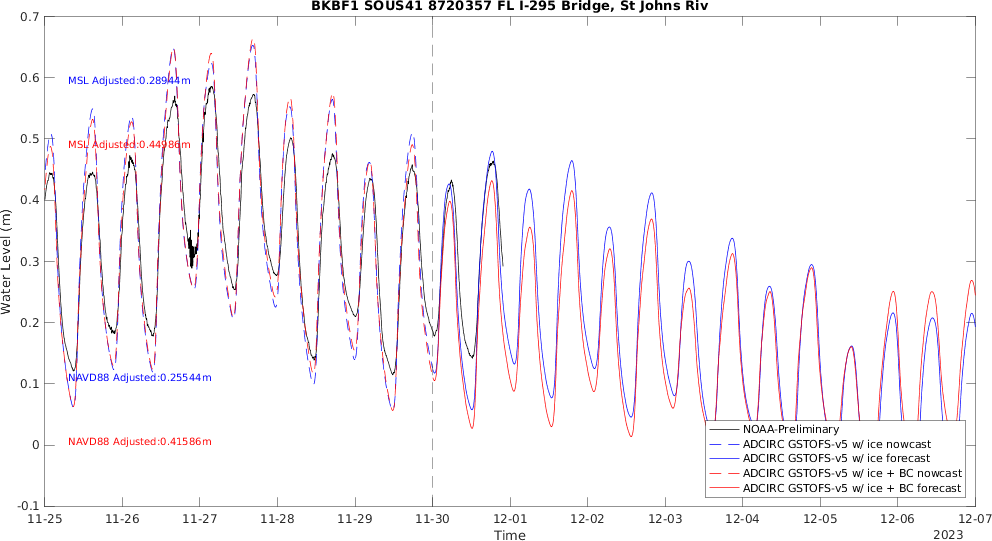 BKBF1 SOUS41 8720357 FL I-295 Bridge, St Johns Riv
Water Level (m)
0.7
0.6
0.5
0.4
0.3
0.2
0.1
0
-0.1
MSL Adjusted:0.28944m
MSL Adjusted:0.44986m
NAVD88 Adjusted:0.25544m
NAVD88 Adjusted:0.41586m
NOAA-Preliminary
ADCIRC GSTOFS-v5 w/ ice nowcast
ADCIRC GSTOFS-v5 w/ ice forecast
ADCIRC GSTOFS-v5 w/ ice + BC nowcast
ADCIRC GSTOFS-v5 w/ ice + BC forecast
11-25 11-26 11-27 11-28 11-29 11-30 12-01 12-02 12-03 12-04 12-05 12-06 12-07
Time
2023